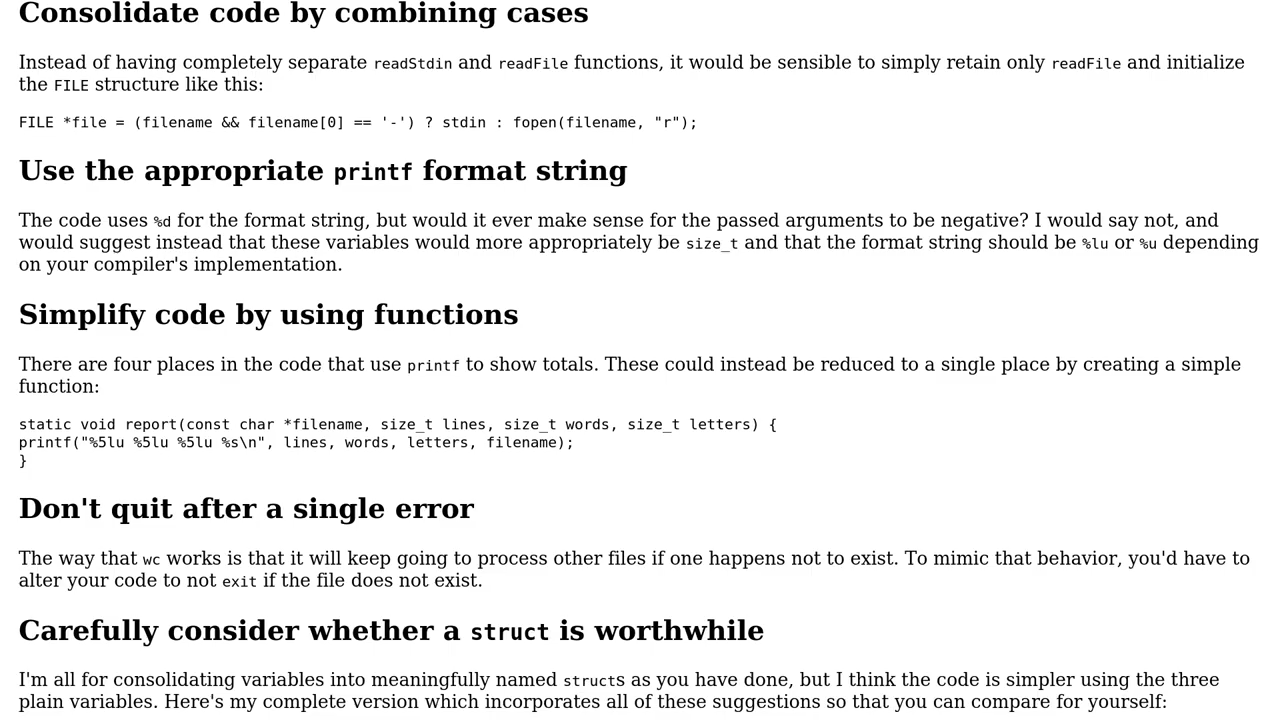 Consolidate code by combining cases
Instead of having completely separate readStdin and readFile functions, it would be sensible to simply retain only readFile and initialize
the FILE structure like this:
FILE *file = (filename && filename[0] == '-') ? stdin : fopen(filename, "r");
Use the appropriate printf format string
The code uses %d for the format string, but would it ever make sense for the passed arguments to be negative? I would say not, and
would suggest instead that these variables would more appropriately be size_t and that the format string should be %lu or %u depending
on your compiler's implementation.
Simplify code by using functions
There are four places in the code that use printf to show totals. These could instead be reduced to a single place by creating a simple
function:
static void report(const char *filename, size_t lines, size_t words, size_t letters) {
printf("%5lu %5lu %5lu %s\n", lines, words, letters, filename);
}
Don't quit after a single error
The way that wc works is that it will keep going to process other files if one happens not to exist. To mimic that behavior, you'd have to
alter your code to not exit if the file does not exist.
Carefully consider whether a struct is worthwhile
I'm all for consolidating variables into meaningfully named structs as you have done, but I think the code is simpler using the three
plain variables. Here's my complete version which incorporates all of these suggestions so that you can compare for yourself: